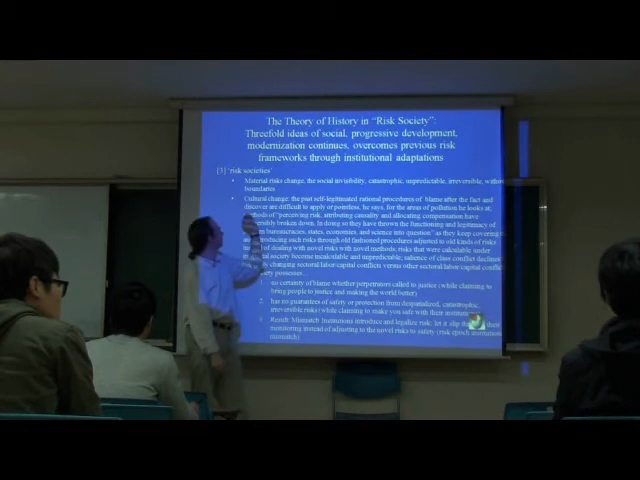 The Theory of History in "Risk Society":
Threefold ideas of social, progressive development,
modernization continues, overcomes previous risk
frameworks through institutional adaptations
[3] 'risk societies'
• Material risks change, the social invisibility, catastrophic, unpredictable, irreversible, without
boundaries
• Cultural change: the past self-legitimated rational procedures of blame after the fact and
discover are difficult to apply or pointless. he says, for the areas of pollution he looks at,
methods of "perceiving risk, attributing causality and allocating compensation have
broken down. In doing so they have thrown the functioning and legitimacy of
bureaucracies, states, economies, and science into question" as they keep covering
producing such risks through old fashioned procedures adjusted to old kinds of risks
of dealing with novel risks with novel methods; risks that were calculable under
society become incalculable and unpredictable; salience of class conflict declines
changing sectoral labor/capital conflicts versus other sectoral labor/capital conflict
possess…
1. no certainty of blame whether perpetrators called to justice (while claiming to
bring people to justice and making the world better)
2. has no guarantees of safety or protection from despatialized, catastrophic,
irreversible risks (while claiming to make you safe with their
Result: Mismatch Institutions introduce and legalize risk; let it slip their
monitoring instead of adjusting to the novel risks to safety (risk epoch institution
mismatch)